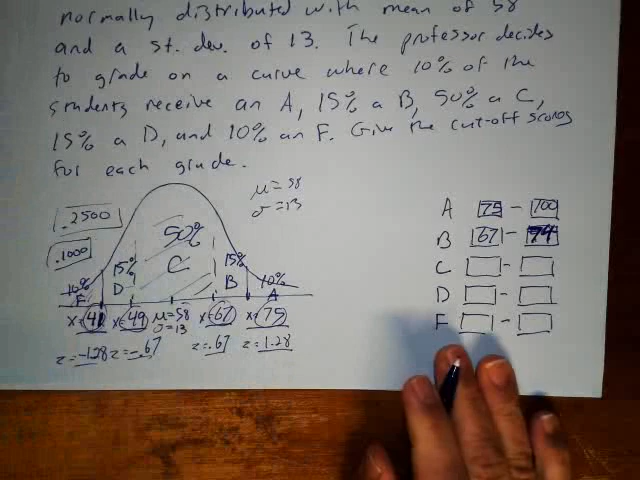 normally distributed with mean of 58
and a st. dev. of 13. The professor decides
to grade on a curve where 10% of the
students receive an A, 15% a B, 50% a C,
15% a D, and 10% an F. Give the cut-off scores
for each grade.
μ=58
σ=13
.2500
.1000
50%
C
10%
F
15%
D
15%
B
10%
A
x=41 x=49 μ=58 x=67 x=75
σ=13
z=-1.28 z=-.67 z=.67 z=1.28
A 75 - 100
B 67 - 74
C -
D -
F -